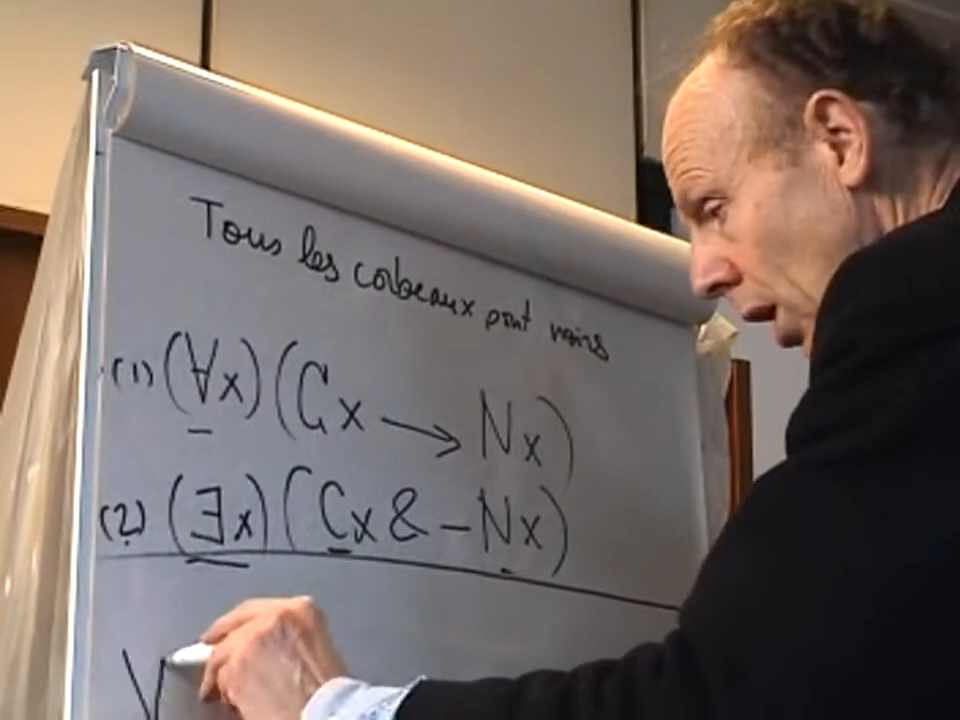 Tous les corbeaux sont noirs
(1) (∀x) (Cx → Nx)
(2) (∃x) (Cx & -Nx)
V